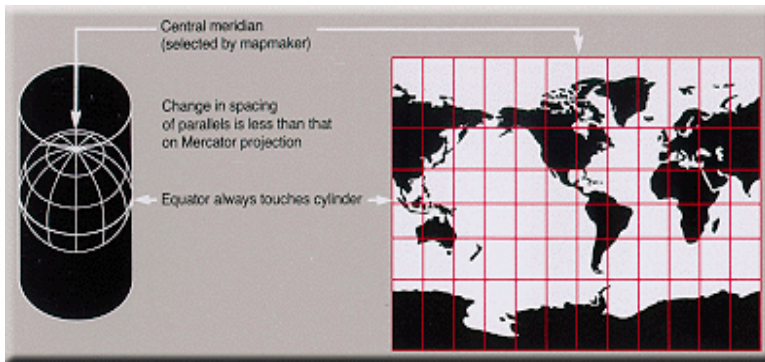 Central meridian
(selected by mapmaker)
Change in spacing
of parallels is less than that
on Mercator projection
Equator always touches cylinder